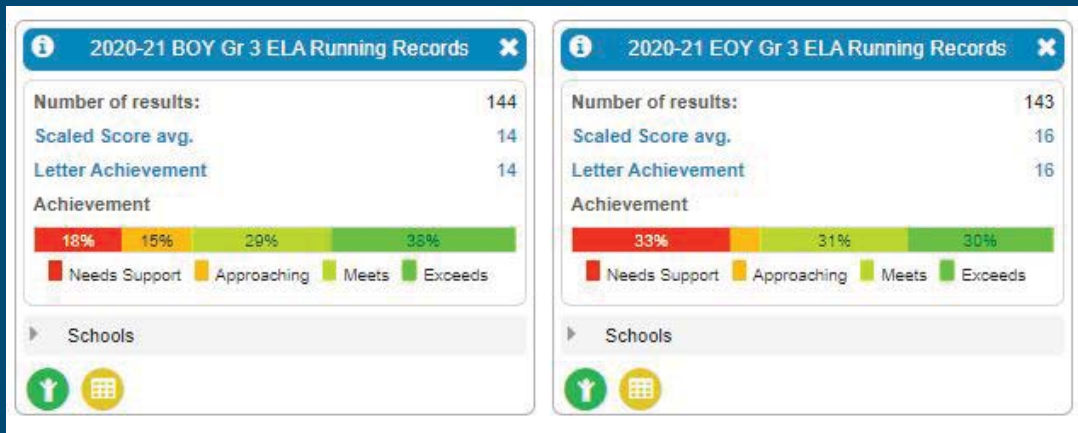 2020-21 BOY Gr 3 ELA Running Records
Number of results: 144
Scaled Score avg. 14
Letter Achievement 14
Achievement
18% 15% 29% 38%
Needs Support Approaching Meets Exceeds
Schools
2020-21 EOY Gr 3 ELA Running Records
Number of results: 143
Scaled Score avg. 16
Letter Achievement 16
Achievement
33% 31% 30%
Needs Support Approaching Meets Exceeds
Schools